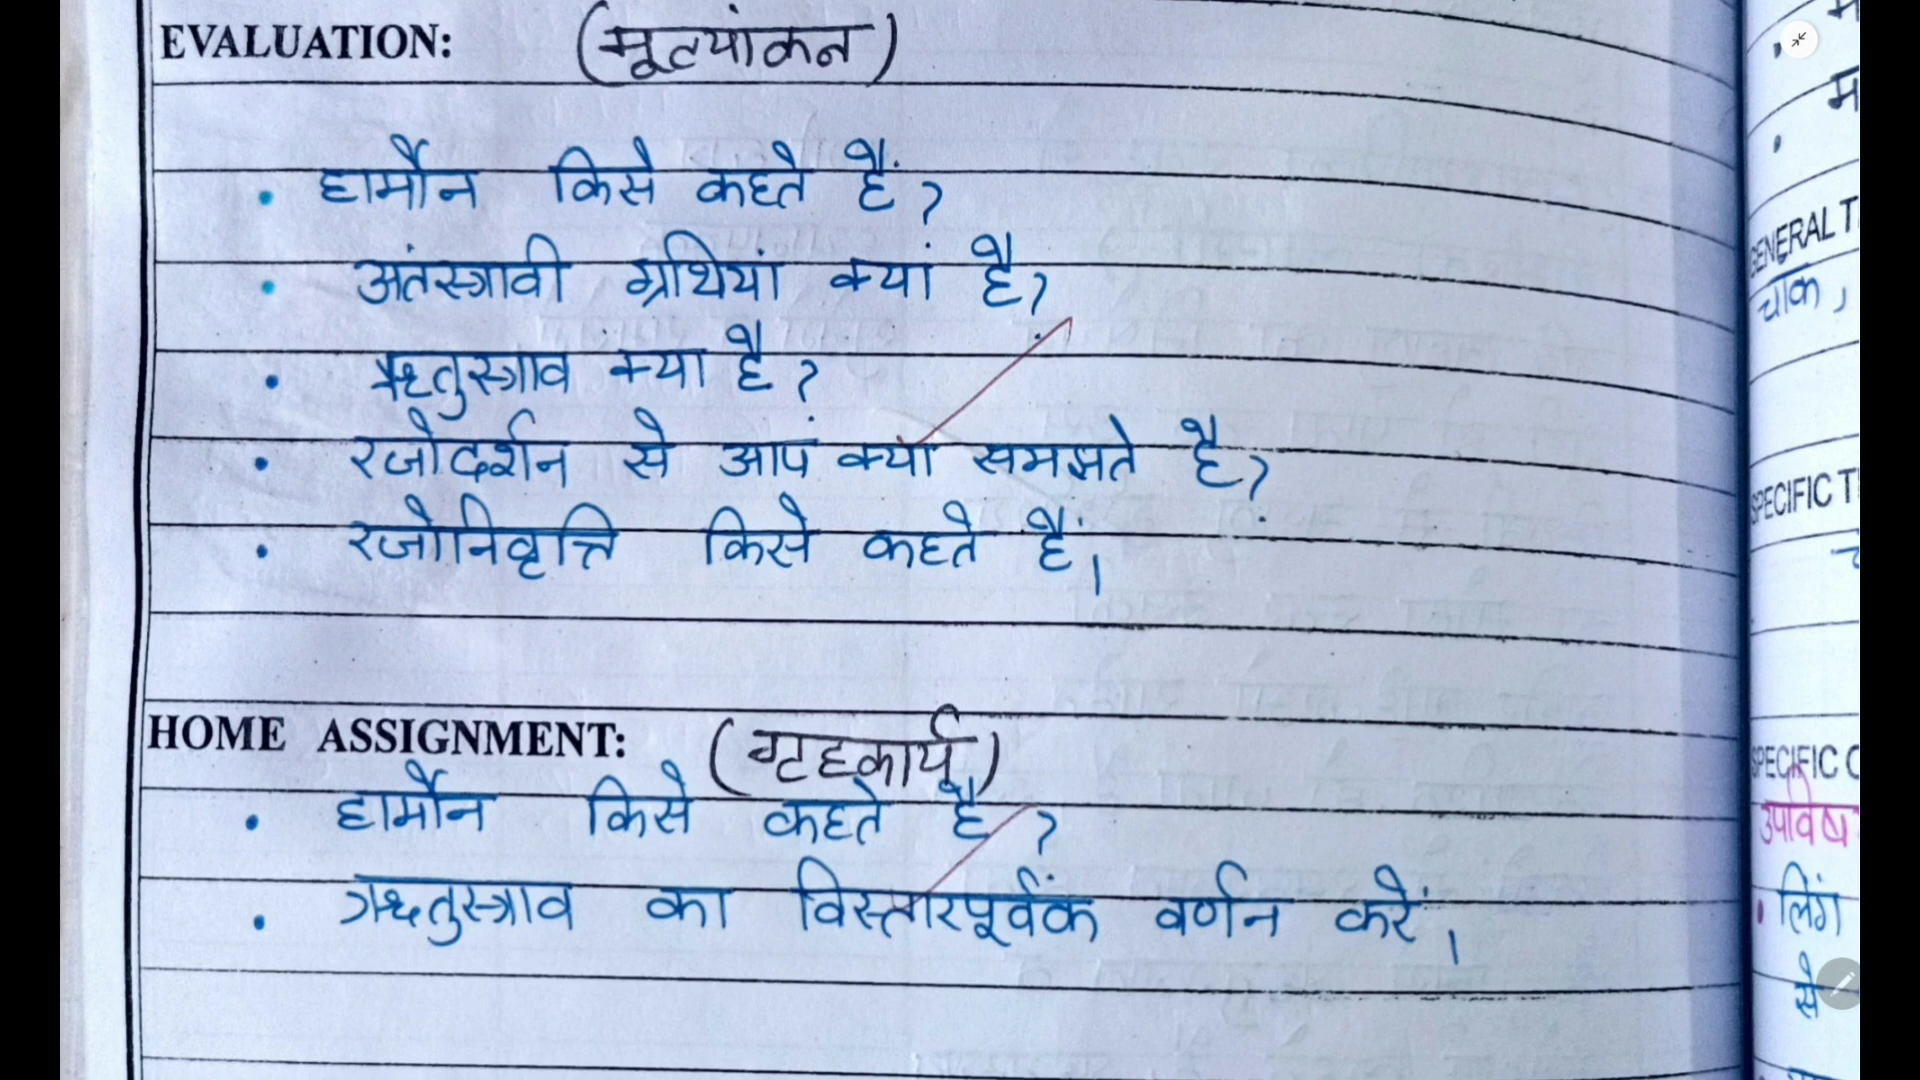 EVALUATION: (मूल्यांकन)
• हार्मोन किसे कहते हैं?
• अंतस्त्रावी ग्रंथियां क्यां है?
• ऋतुस्त्राव क्या है?
• रजोदर्शन से आप क्या समझते है?
• रजोनिवृत्ति किसे कहते हैं।
HOME ASSIGNMENT: (गृहकार्य)
• हार्मोन किसे कहते है?
• ऋतुस्त्राव का विस्तारपूर्वक वर्णन करें।
GENERAL T
चॉक,
SPECIFIC T
SPECIFIC
उपविष
• लिंग
से